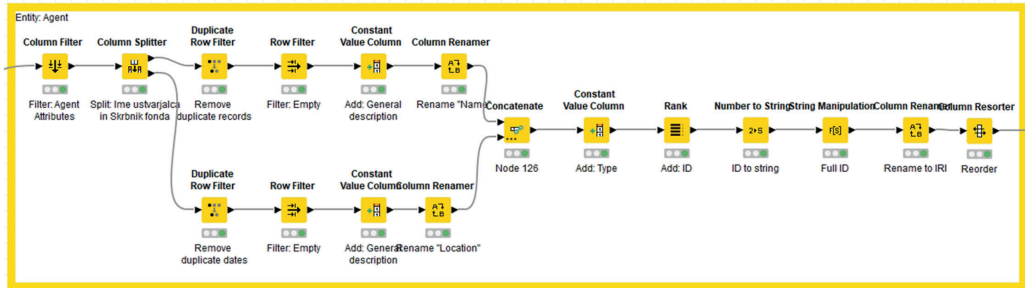 Entity: Agent
Column Filter
Filter: Agent
Attributes
Column Splitter
Split: Ime ustvarjalca
in Skrbnik fonda
Duplicate
Row Filter
Remove
duplicate records
Row Filter
Filter: Empty
Constant
Value Column
Add: General
description
Column Renamer
Rename "Name"
Duplicate
Row Filter
Remove
duplicate dates
Row Filter
Filter: Empty
Constant
Value Column
Add: General
description
Column Renamer
Rename "Location"
Concatenate
Node 126
Constant
Value Column
Add: Type
Rank
Add: ID
Number to String
2▸S
ID to string
String Manipulation
F[S]
Full ID
Column Renamer
Rename to IRI
Column Resorter
Reorder